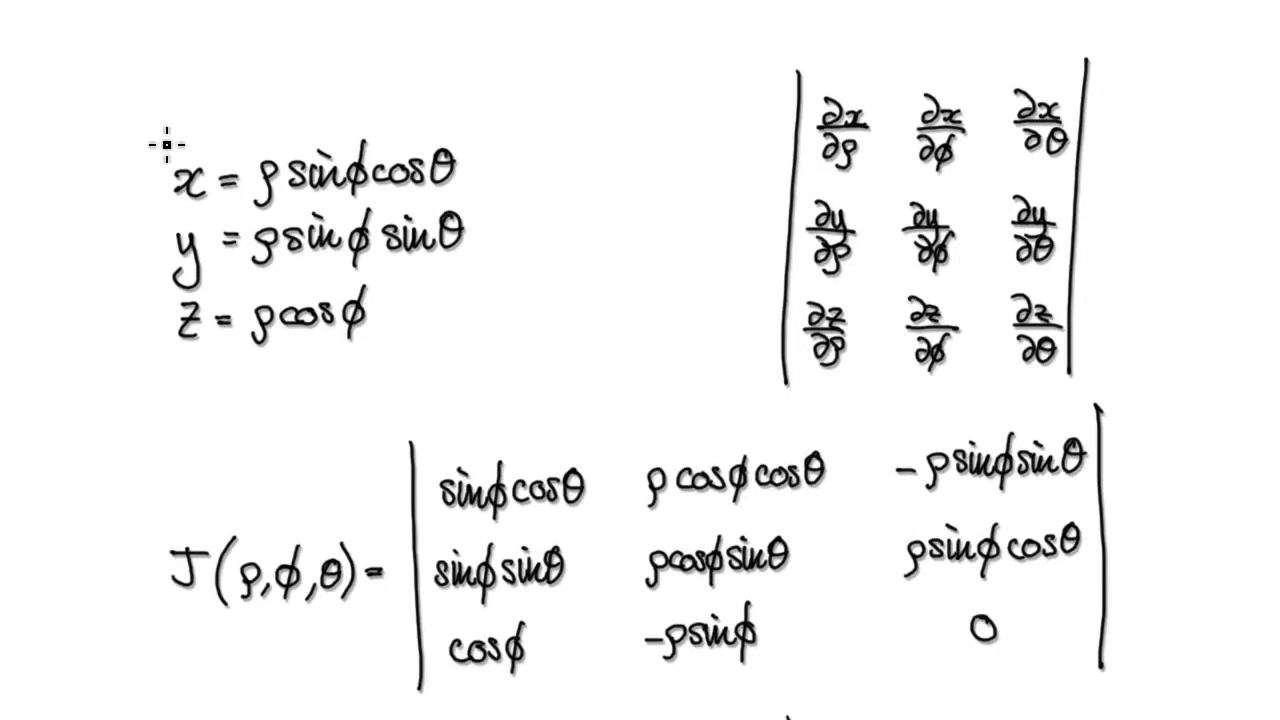 x = ρ sinϕ cosθ
y = ρ sinϕ sinθ
z = ρ cosϕ
| ∂x/∂ρ ∂x/∂ϕ ∂x/∂θ |
| ∂y/∂ρ ∂y/∂ϕ ∂y/∂θ |
| ∂z/∂ρ ∂z/∂ϕ ∂z/∂θ |
| sinϕ cosθ ρ cosϕ cosθ -ρ sinϕ sinθ |
J(ρ,ϕ,θ) = | sinϕ sinθ ρ cosϕ sinθ ρ sinϕ cosθ |
| cosϕ -ρ sinϕ 0 |